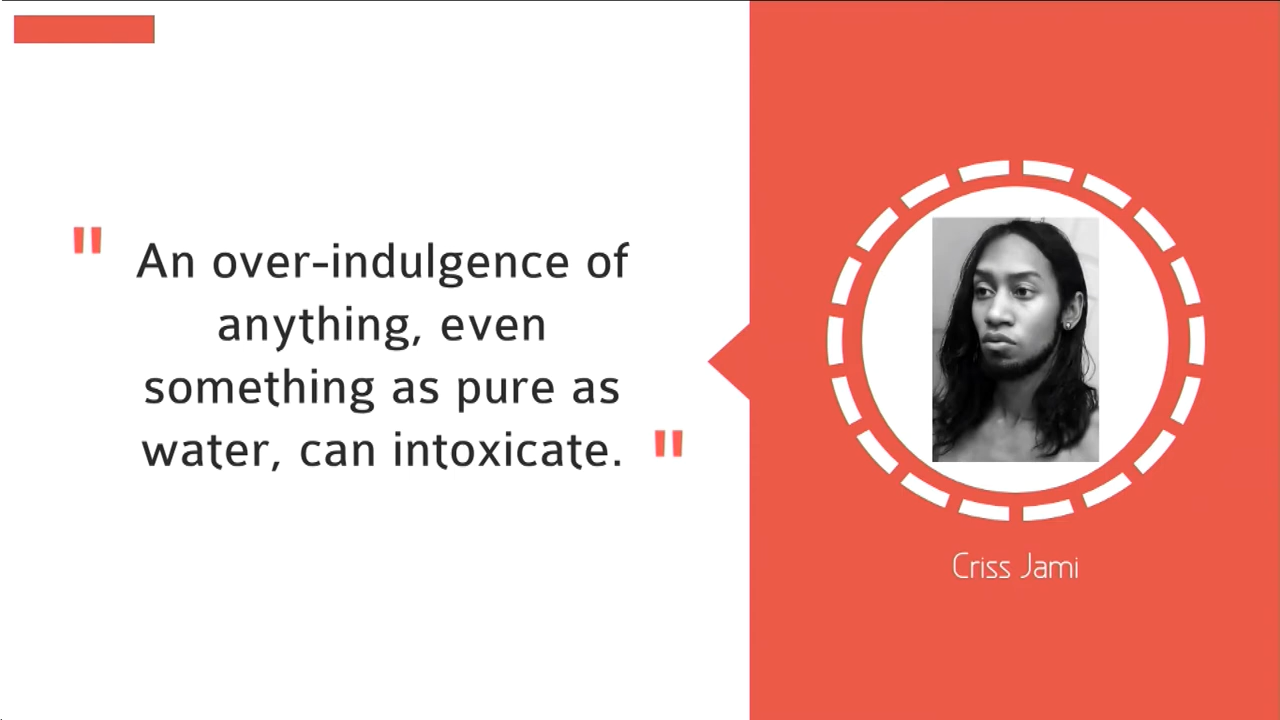 " An over-indulgence of
anything, even
something as pure as
water, can intoxicate. "
Criss Jami